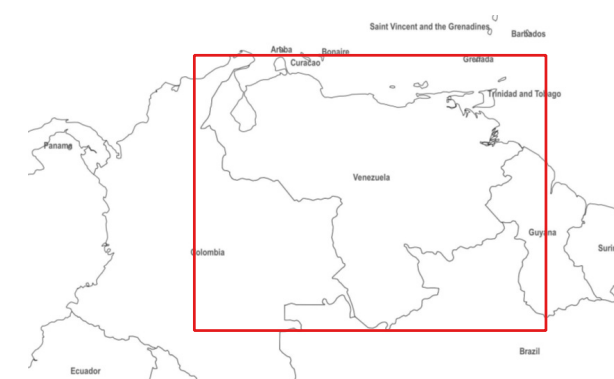 Saint Vincent and the Grenadines
Barbados
Aruba
Bonaire
Curacao
Grenada
Trinidad and Tobago
Panama
Venezuela
Guyana
Colombia
Suri
Brazil
Ecuador